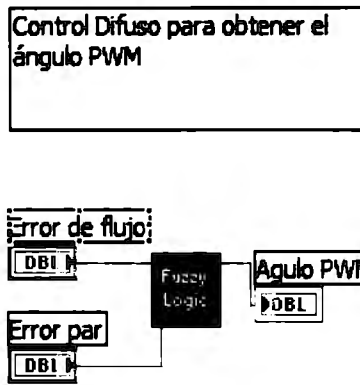 Control Difuso para obtener el
ángulo PWM
Error de flujo
DBL
Fuzzy
Logic
Agulo PWM
DBL
Error par
DBL